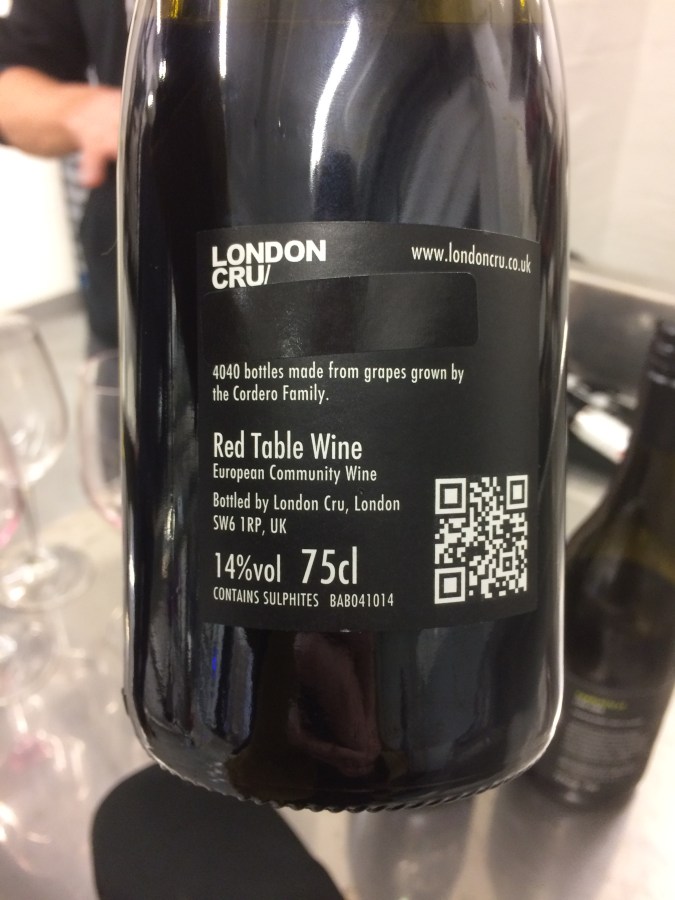 LONDON
CRU/
www.londoncru.co.uk
4040 bottles made from grapes grown by
the Cordero Family.
Red Table Wine
European Community Wine
Bottled by London Cru, London
SW6 1RP, UK
14%vol 75cl
CONTAINS SULPHITES BAB041014